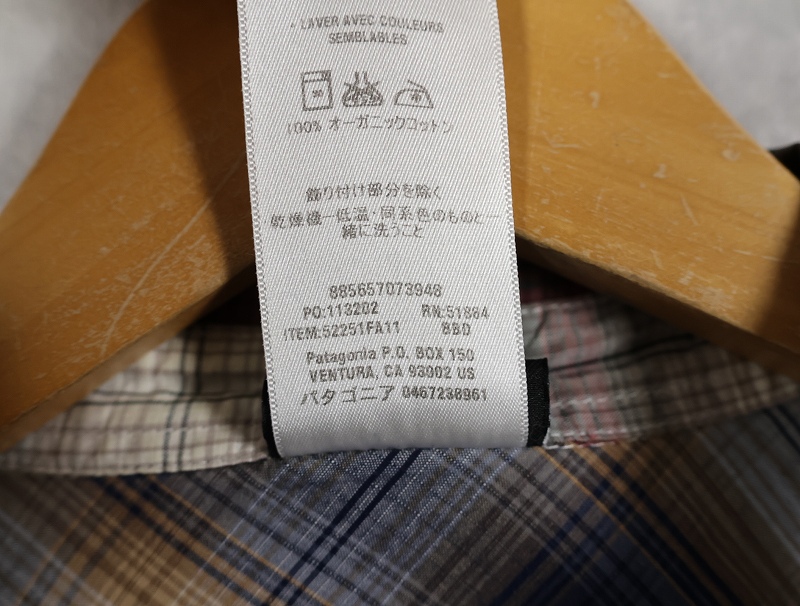 • LAVER AVEC COULEURS
SEMBLABLES
100% オーガニックコットン
飾り付け部分を除く
乾燥機ー低温・同系色のものと一
緒に洗うこと
885657073948
PO:113202 RN:51884
ITEM:52251FA11 BBD
Patagonia P.O. BOX 150
VENTURA, CA 93002 US
パタゴニア 0467238961